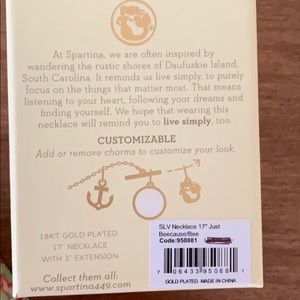 At Spartina, we are often inspired by
wandering the rustic shores of Daufuskie Island,
South Carolina. It reminds us live simply, to purely
focus on the things that matter most. That means
listening to your heart, following your dreams and
finding yourself. We hope that wearing this
necklace will remind you to live simply, too.
CUSTOMIZABLE
Add or remove charms to customize your look.
18KT GOLD PLATED
17" NECKLACE
WITH 3" EXTENSION
Collect them all:
www.spartina449.com
SLV Necklace 17" Just
Beecause/Bee
Code:950881
7 06433 95088 1
GOLD PLATED MADE IN CHINA